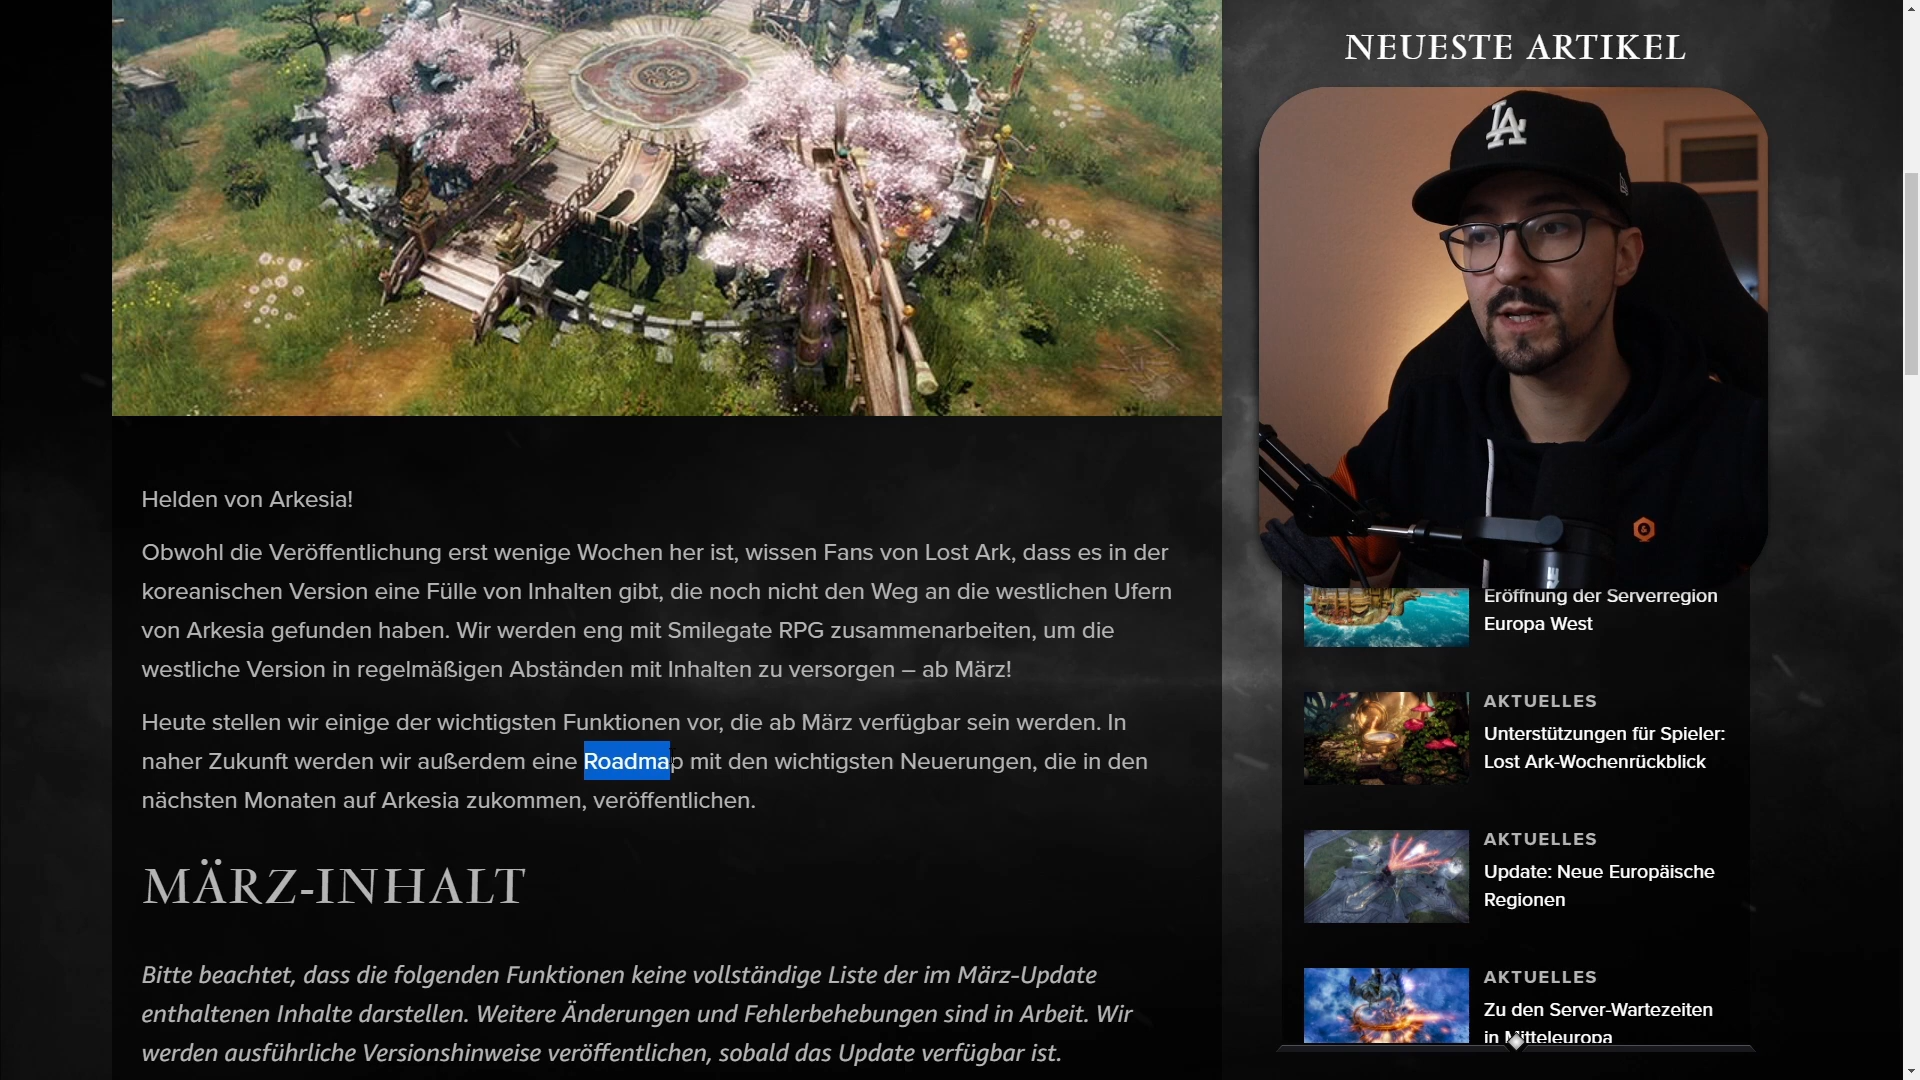 NEUESTE ARTIKEL
LA
Helden von Arkesia!
Obwohl die Veröffentlichung erst wenige Wochen her ist, wissen Fans von Lost Ark, dass es in der
koreanischen Version eine Fülle von Inhalten gibt, die noch nicht den Weg an die westlichen Ufern
von Arkesia gefunden haben. Wir werden eng mit Smilegate RPG zusammenarbeiten, um die
westliche Version in regelmäßigen Abständen mit Inhalten zu versorgen – ab März!
Heute stellen wir einige der wichtigsten Funktionen vor, die ab März verfügbar sein werden. In
naher Zukunft werden wir außerdem eine Roadmap mit den wichtigsten Neuerungen, die in den
nächsten Monaten auf Arkesia zukommen, veröffentlichen.
MÄRZ-INHALT
Bitte beachtet, dass die folgenden Funktionen keine vollständige Liste der im März-Update
enthaltenen Inhalte darstellen. Weitere Änderungen und Fehlerbehebungen sind in Arbeit. Wir
werden ausführliche Versionshinweise veröffentlichen, sobald das Update verfügbar ist.
Eröffnung der Serverregion
Europa West
AKTUELLES
Unterstützungen für Spieler:
Lost Ark-Wochenrückblick
AKTUELLES
Update: Neue Europäische
Regionen
AKTUELLES
Zu den Server-Wartezeiten
in Mitteleuropa